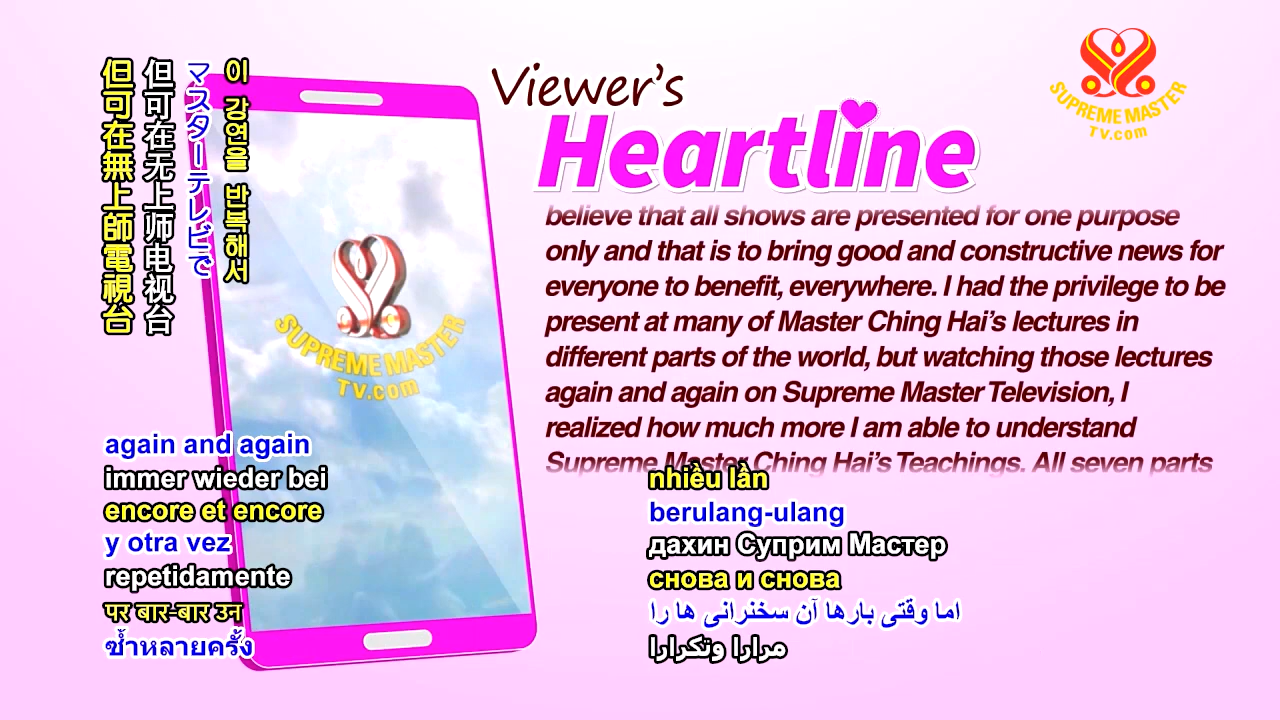 但可在無上師電視台
但可在无上师电视台
マスターテレビで
이 강연을 반복해서
Viewer's
Heartline
SUPREME MASTER
TV.com
believe that all shows are presented for one purpose
only and that is to bring good and constructive news for
everyone to benefit, everywhere. I had the privilege to be
present at many of Master Ching Hai's lectures in
different parts of the world, but watching those lectures
again and again on Supreme Master Television, I
realized how much more I am able to understand
Supreme Master Ching Hai's Teachings. All seven parts
SUPREME MASTER
TV.com
again and again
immer wieder bei
encore et encore
y otra vez
repetidamente
पर बार-बार उन
ซ้ำหลายครั้ง
nhiều lần
berulang-ulang
дахин Суприм Мастер
снова и снова
اما وقتی بارها آن سخنرانی ها را
مرارا وتكرارا